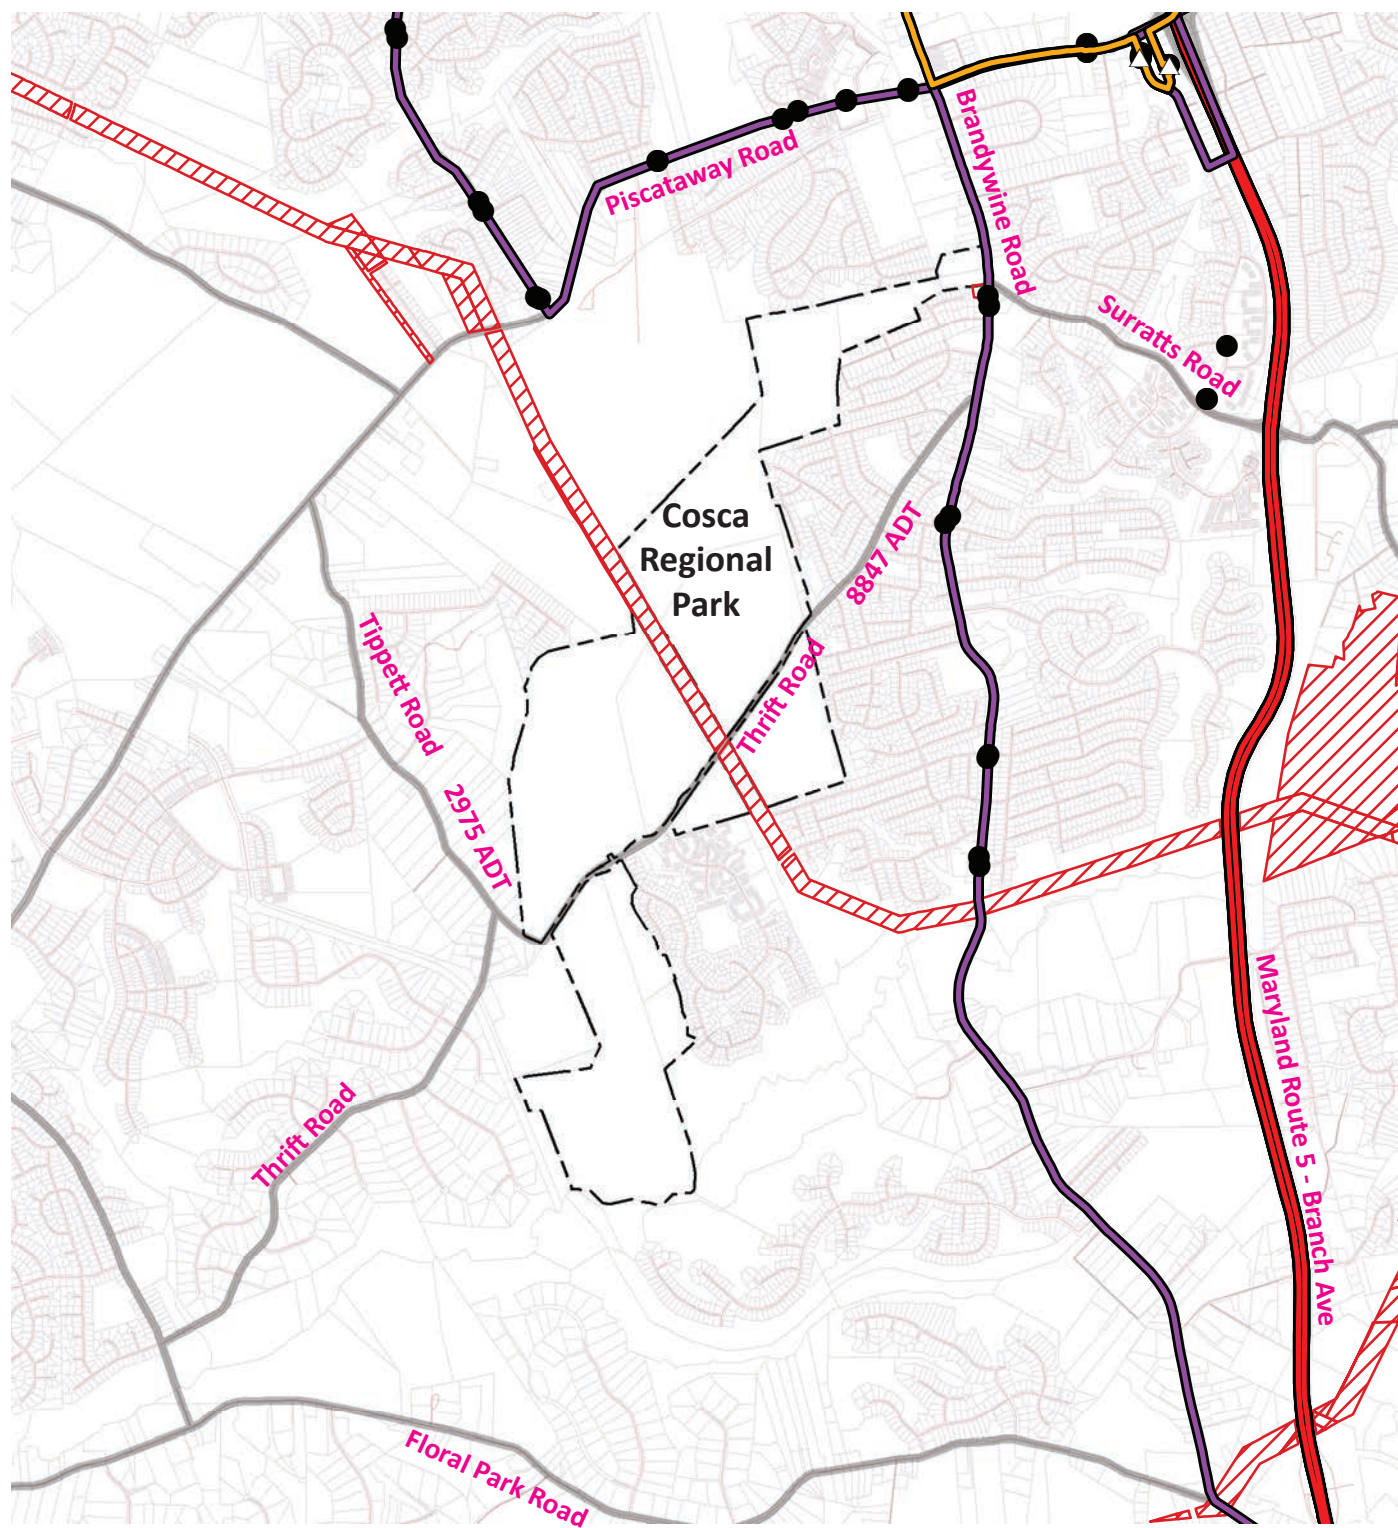 Piscataway Road
Brandywine Road
Surratts Road
Cosca
Regional
Park
8847 ADT
Thrift Road
Tippett Road
2975 ADT
Maryland Route 5 - Branch Ave
Thrift Road
Floral Park Road